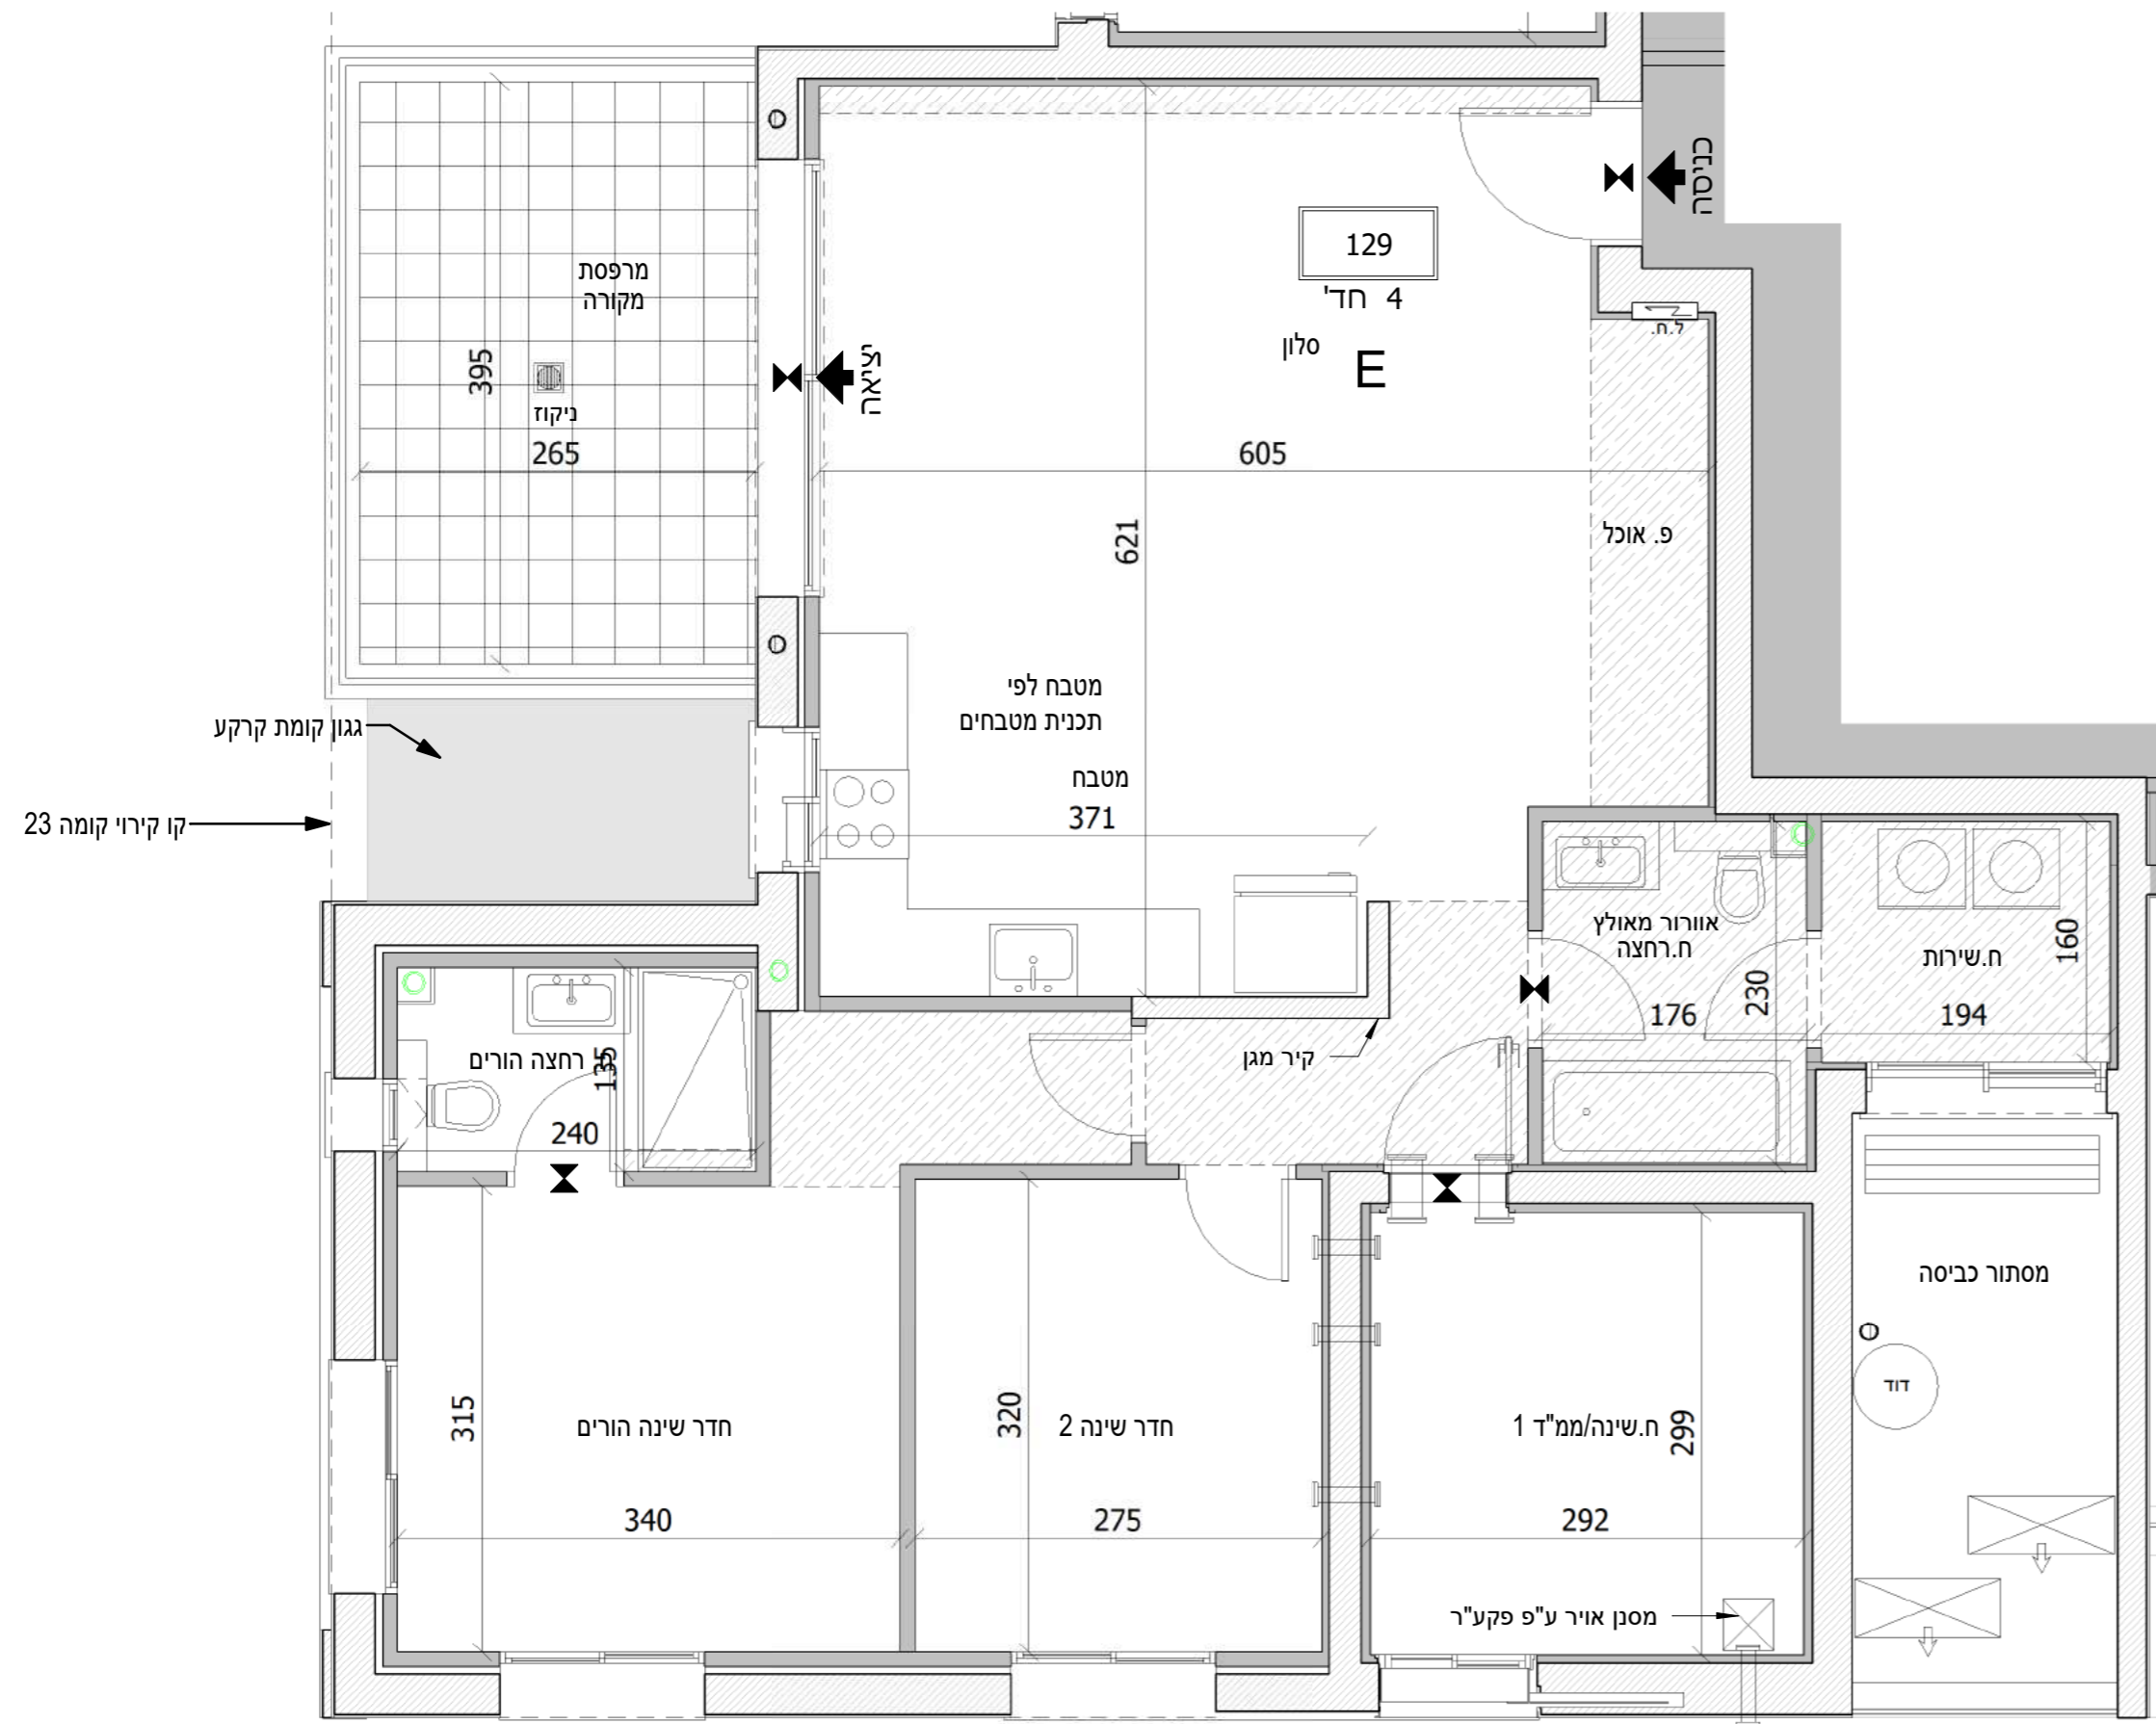 כניסה
129
4 חד'
סלון
E
ל.ח.
מרפסת
מקורה
395
ניקוז
265
יציאה
605
621
פ. אוכל
מטבח לפי
תכנית מטבחים
מטבח
371
גגון קומת קרקע
קו קירוי קומה 23
אוורור מאולץ
ח.רחצה
230
176
ח.שירות
160
194
רחצה הורים
135
240
קיר מגן
מסתור כביסה
דוד
315
חדר שינה הורים
340
320
חדר שינה 2
275
ח.שינה/ממ"ד 1
299
292
מסנן אויר ע"פ פקע"ר